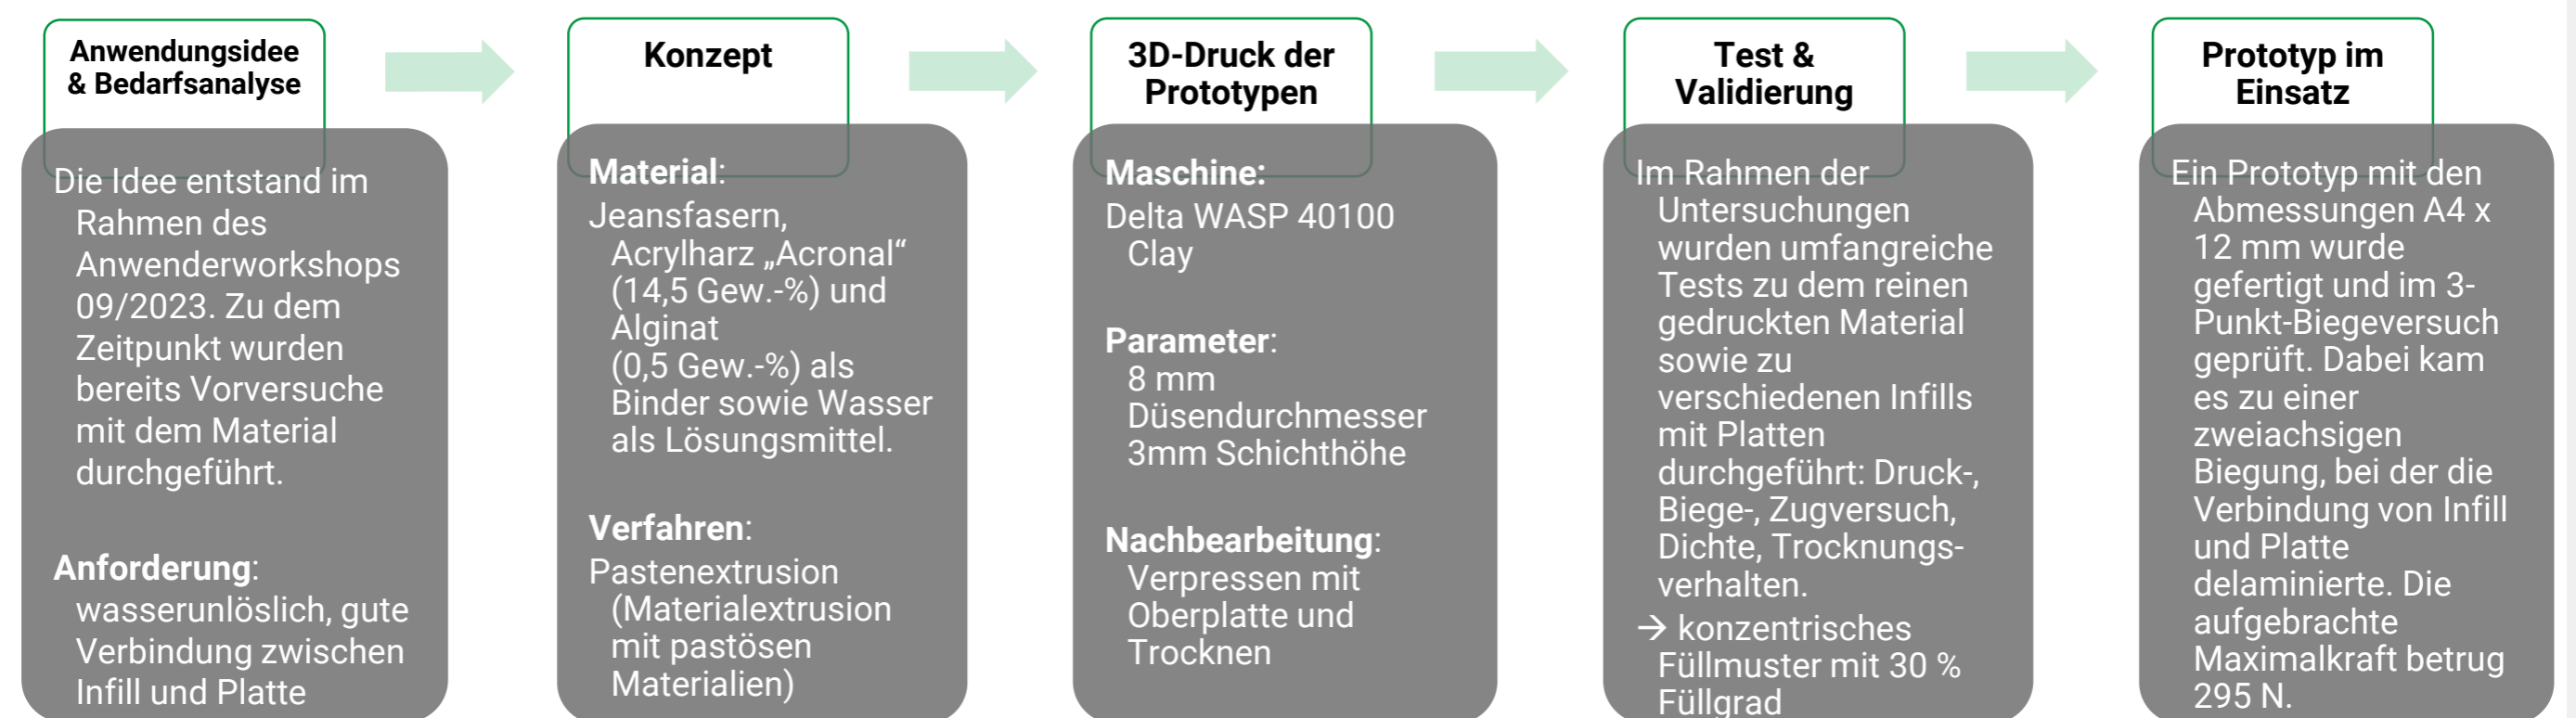 Anwendungsidee
& Bedarfsanalyse
Die Idee entstand im
Rahmen des
Anwenderworkshops
09/2023. Zu dem
Zeitpunkt wurden
bereits Vorversuche
mit dem Material
durchgeführt.
Anforderung:
wasserunlöslich, gute
Verbindung zwischen
Infill und Platte
Konzept
Material:
Jeansfasern,
Acrylharz „Acronal“
(14,5 Gew.-%) und
Alginat
(0,5 Gew.-%) als
Binder sowie Wasser
als Lösungsmittel.
Verfahren:
Pastenextrusion
(Materialextrusion
mit pastösen
Materialien)
3D-Druck der
Prototypen
Maschine:
Delta WASP 40100
Clay
Parameter:
8 mm
Düsendurchmesser
3mm Schichthöhe
Nachbearbeitung:
Verpressen mit
Oberplatte und
Trocknen
Test &
Validierung
Im Rahmen der
Untersuchungen
wurden umfangreiche
Tests zu dem reinen
gedruckten Material
sowie zu
verschiedenen Infills
mit Platten
durchgeführt: Druck-,
Biege-, Zugversuch,
Dichte, Trocknungs-
verhalten.
→ konzentrisches
Füllmuster mit 30 %
Füllgrad
Prototyp im
Einsatz
Ein Prototyp mit den
Abmessungen A4 x
12 mm wurde
gefertigt und im 3-
Punkt-Biegeversuch
geprüft. Dabei kam
es zu einer
zweiachsigen
Biegung, bei der die
Verbindung von Infill
und Platte
delaminierte. Die
aufgebrachte
Maximalkraft betrug
295 N.